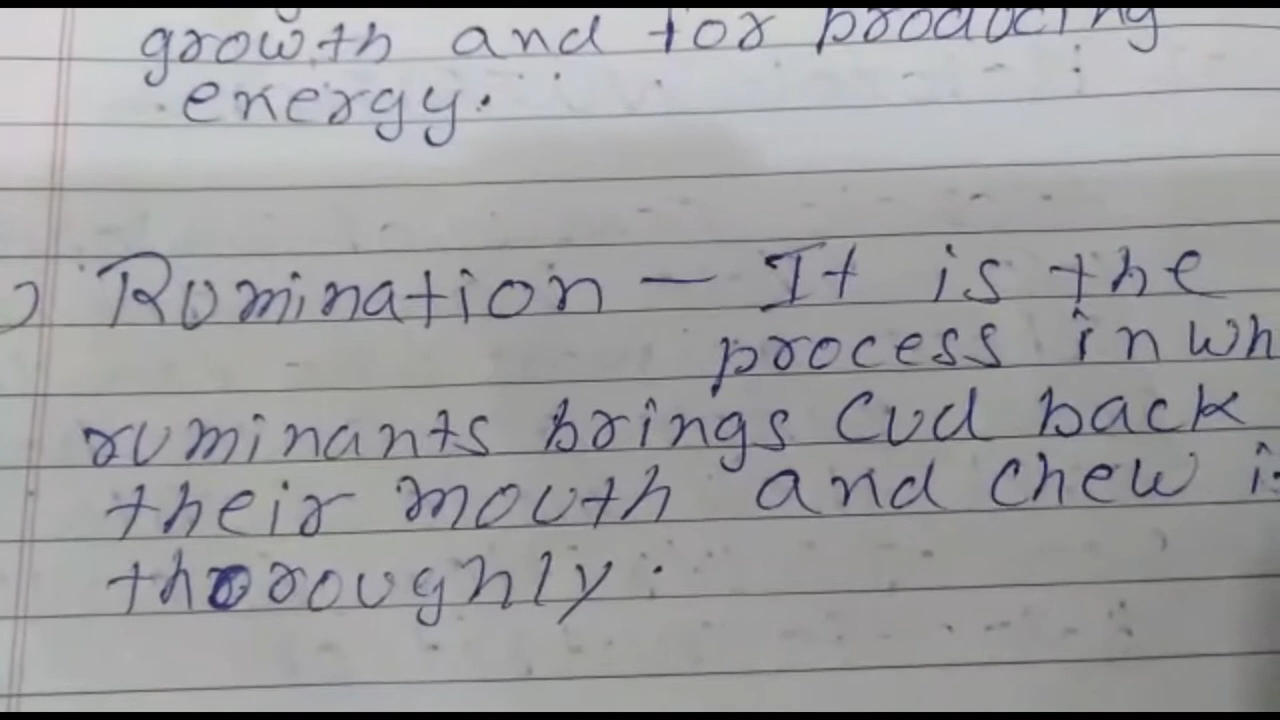 growth and for producing
energy.
Rumination - It is the
process in wh
ruminants brings cud back
their mouth and chew i
thoroughly.